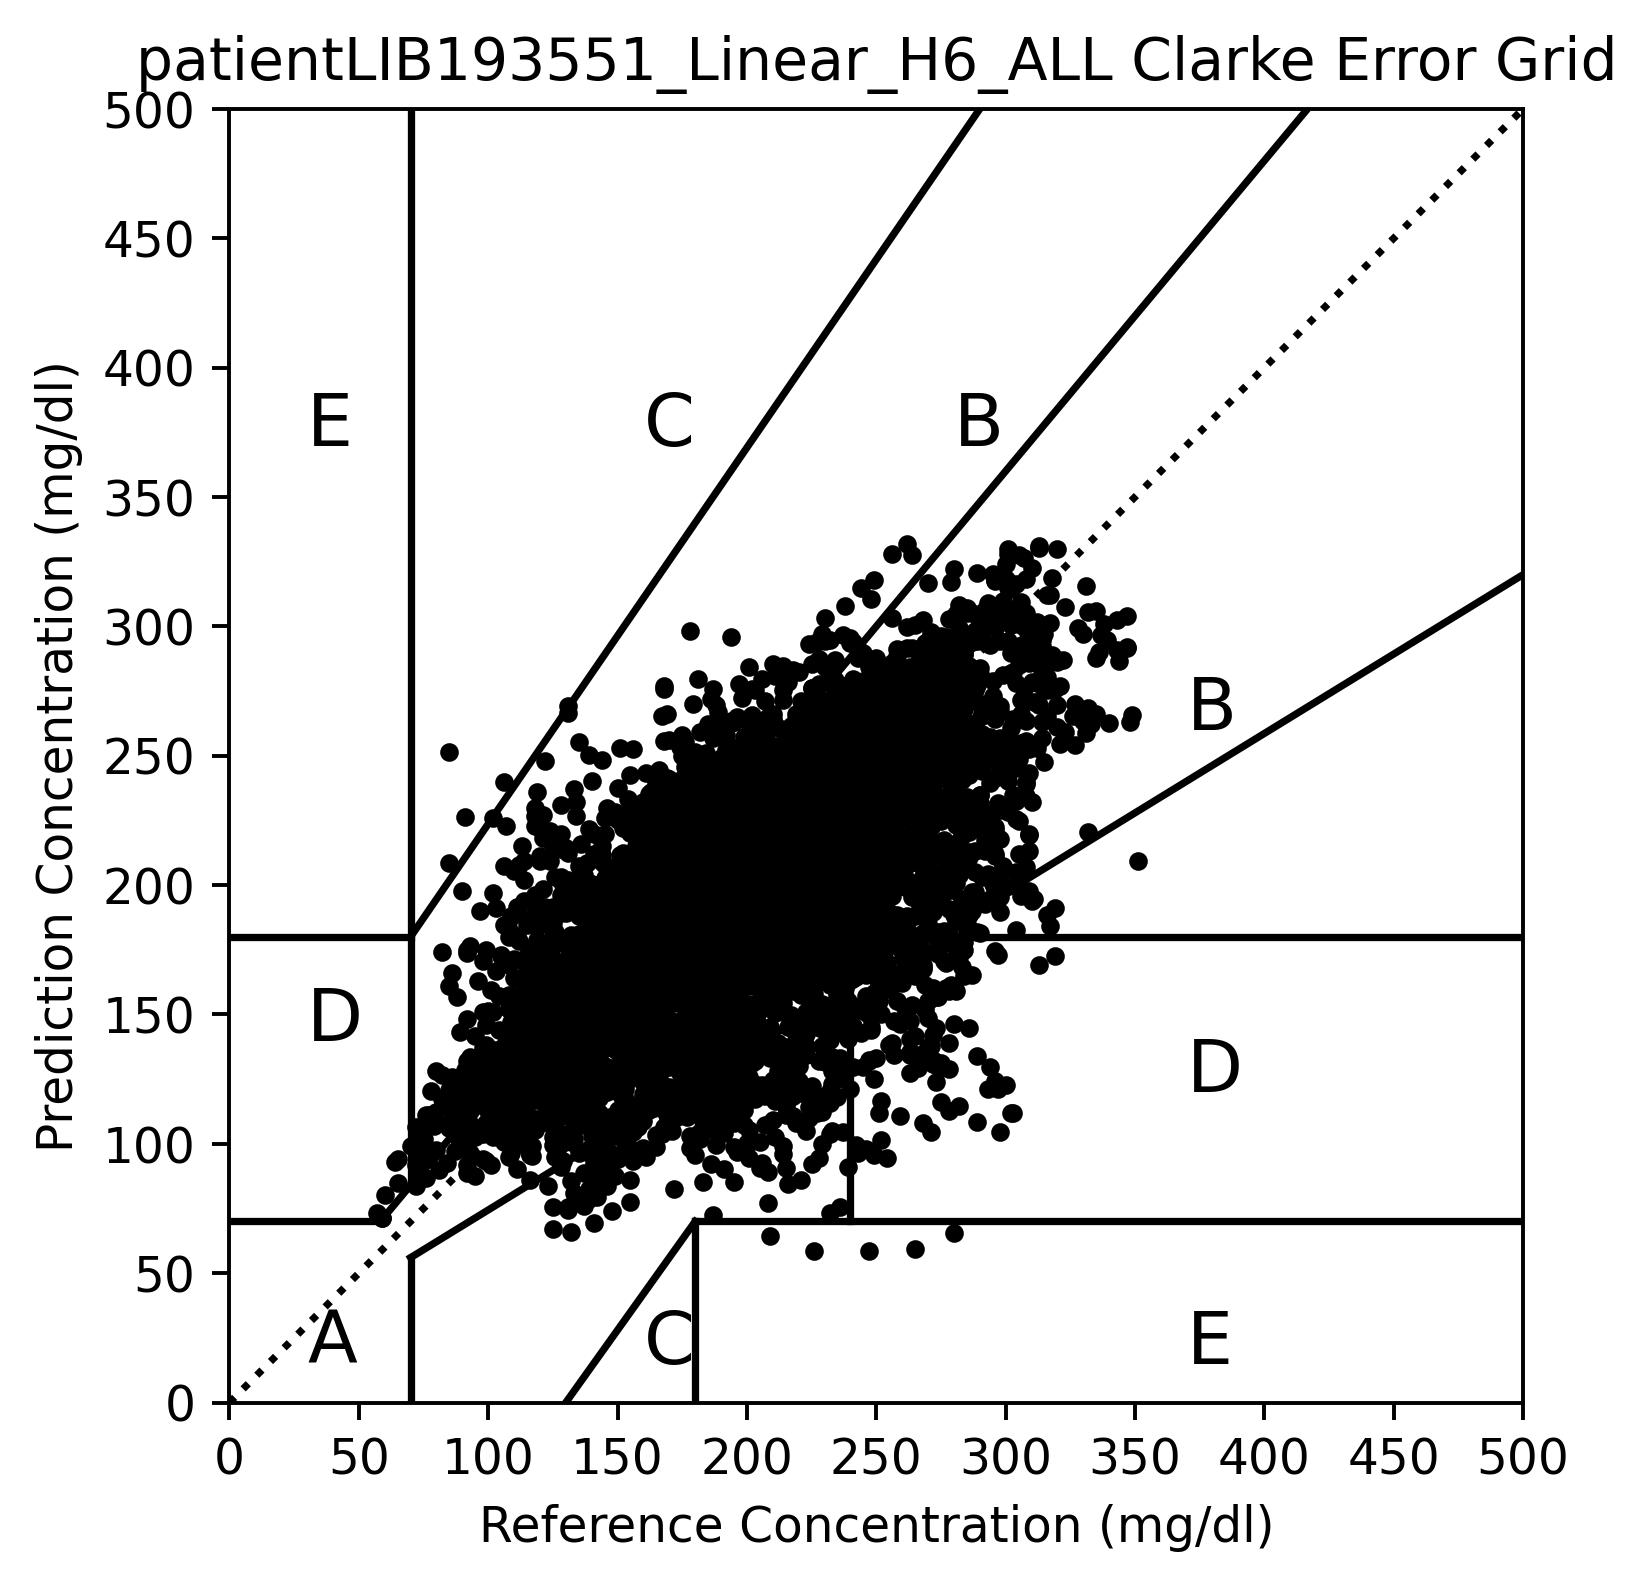 patientLIB193551_Linear_H6_ALL Clarke Error Grid
Prediction Concentration (mg/dl)
500
450
400
350
300
250
200
150
100
50
0
E
C
B
B
D
D
A
C
E
0 50 100 150 200 250 300 350 400 450 500
Reference Concentration (mg/dl)